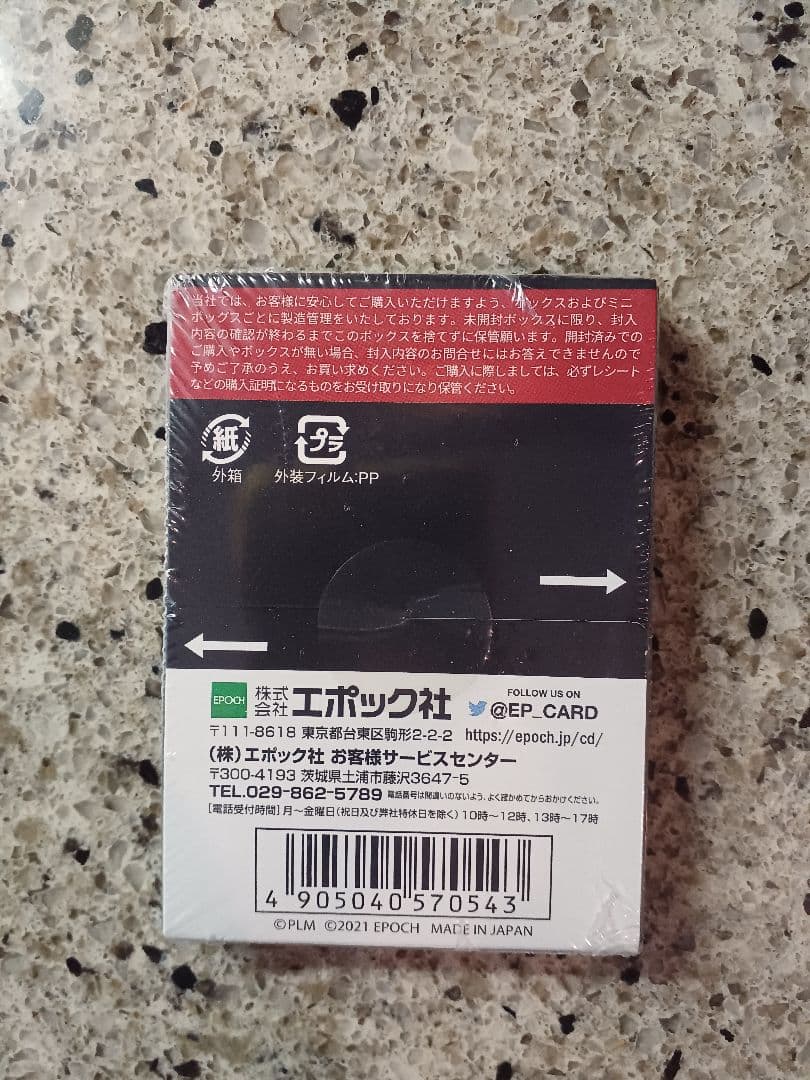 当社では、お客様に安心してご購入いただけますよう、ボックスおよびミニ
ボックスごとに製造管理をいたしております。未開封ボックスに限り、封入
内容の確認が終わるまでこのボックスを捨てずに保管願います。開封済みでの
ご購入やボックスが無い場合、封入内容のお問合せにはお答えできませんので
予めご了承のうえ、お買い求めください。ご購入に際しましては、必ずレシート
などの購入証明になるものをお受け取りになり保管ください。
紙 プラ
外箱 外装フィルム:PP
EPOCH 株式会社 エポック社 FOLLOW US ON @EP_CARD
〒111-8618 東京都台東区駒形2-2-2 https://epoch.jp/cd/
(株)エポック社 お客様サービスセンター
〒300-4193 茨城県土浦市藤沢3647-5
TEL.029-862-5789 電話番号は間違いのないよう、よく確かめてからおかけください。
[電話受付時間]月〜金曜日(祝日及び弊社特休日を除く)10時〜12時、13時〜17時
4 905040 570543
©PLM ©2021 EPOCH MADE IN JAPAN